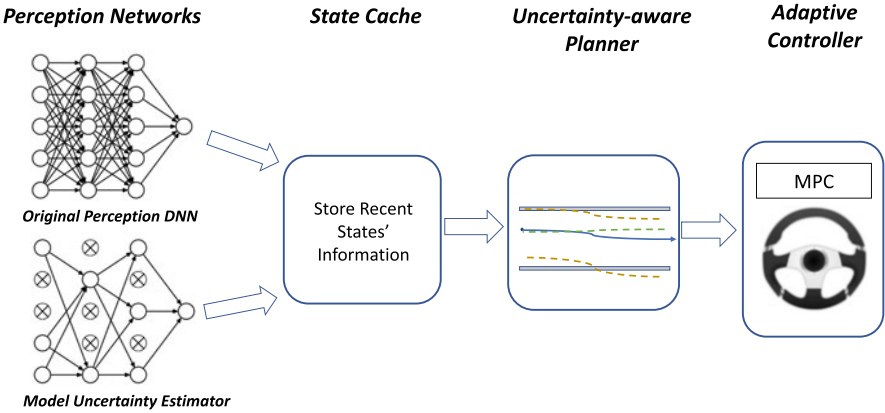 Perception Networks
State Cache
Uncertainty-aware
Planner
Adaptive
Controller
Original Perception DNN
Store Recent
States'
Information
MPC
Model Uncertainty Estimator